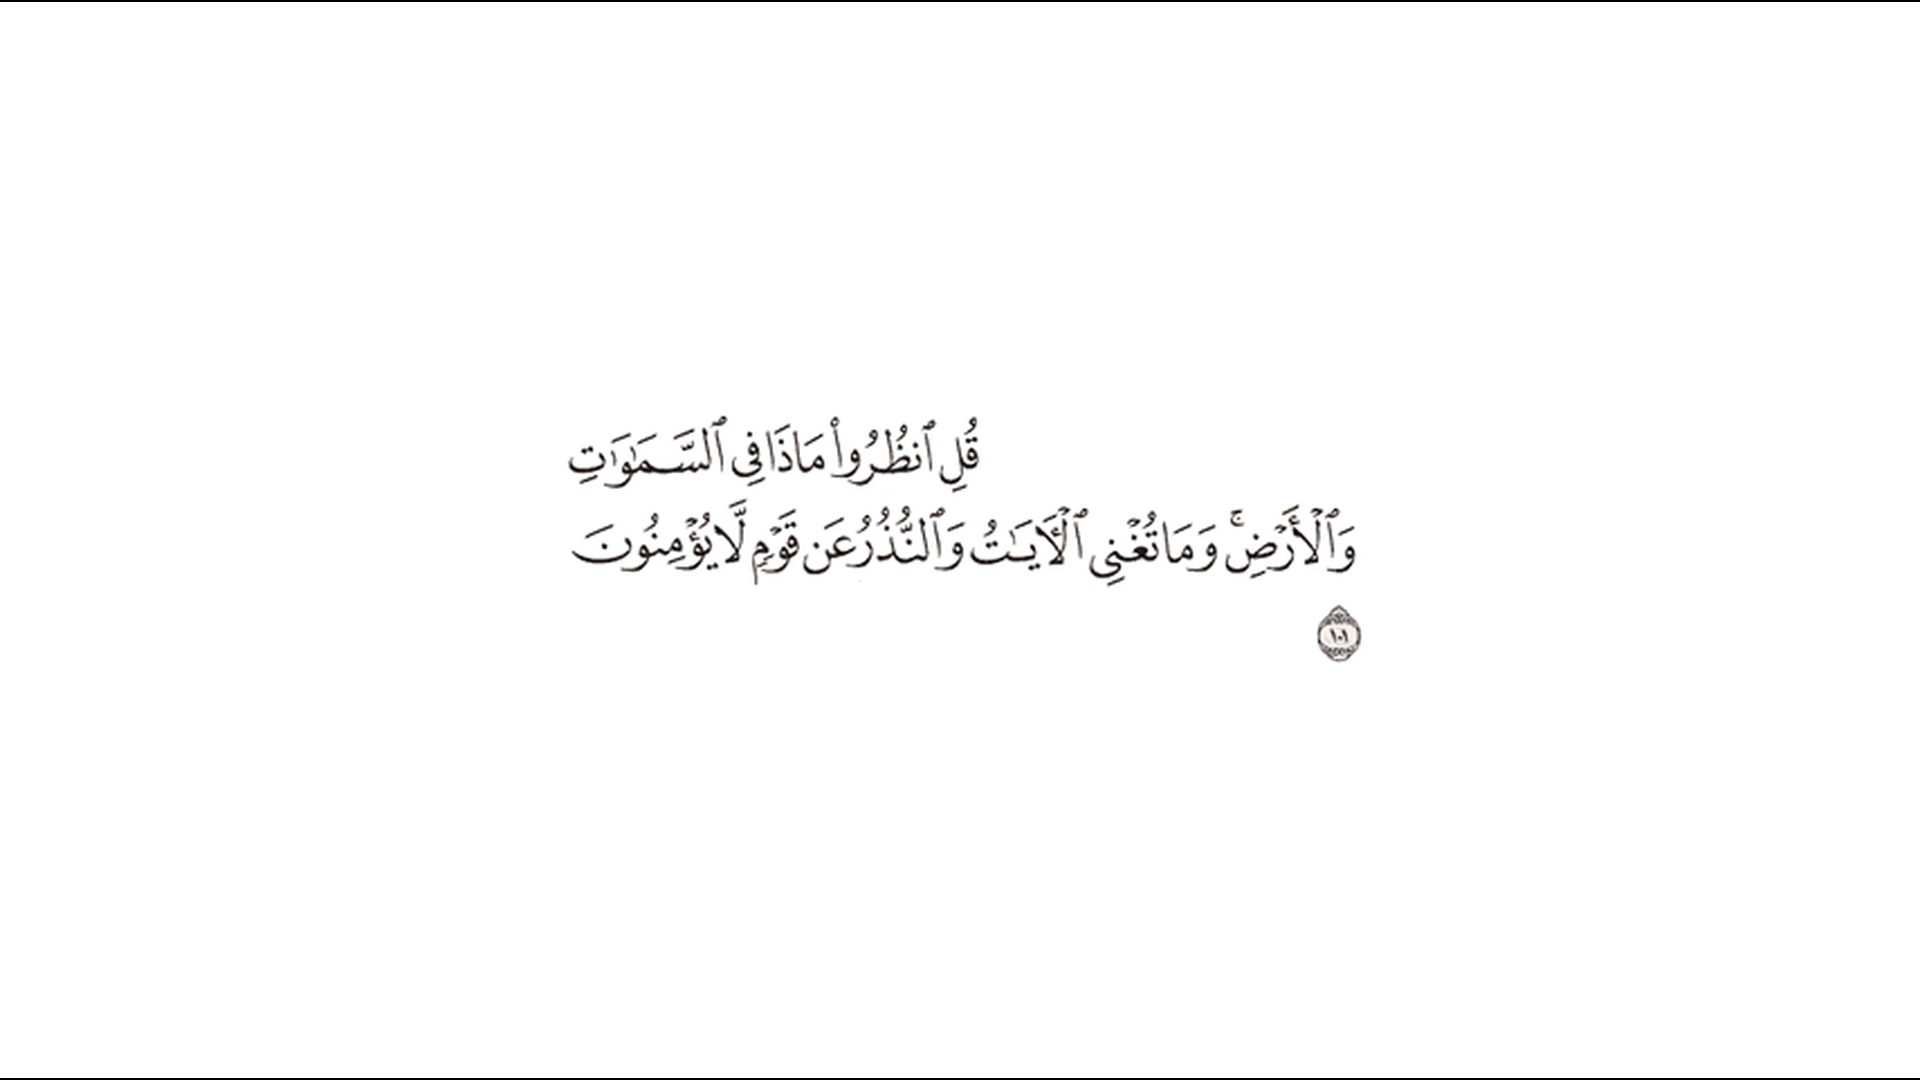 قُلِ ٱنظُرُوا۟ مَاذَا فِى ٱلسَّمَـٰوَٰتِ
وَٱلْأَرْضِ ۚ وَمَا تُغْنِى ٱلْـَٔايَـٰتُ وَٱلنُّذُرُ عَن قَوْمٍ لَّا يُؤْمِنُونَ
١٠١